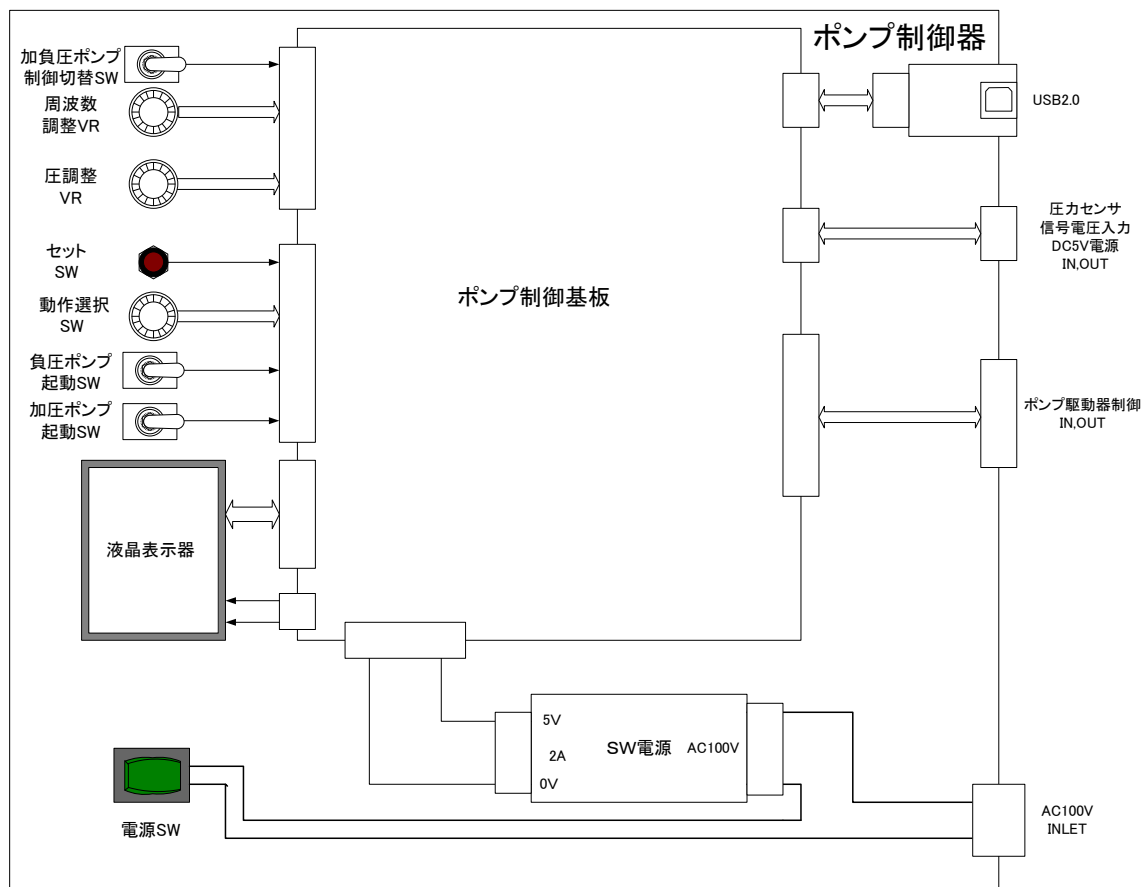 ポンプ制御器
加負圧ポンプ
制御切替SW
周波数
調整VR
圧調整
VR
セット
SW
動作選択
SW
負圧ポンプ
起動SW
加圧ポンプ
起動SW
液晶表示器
ポンプ制御基板
USB2.0
圧力センサ
信号電圧入力
DC5V電源
IN,OUT
ポンプ駆動器制御
IN,OUT
5V
2A
0V
SW電源
AC100V
電源SW
AC100V
INLET